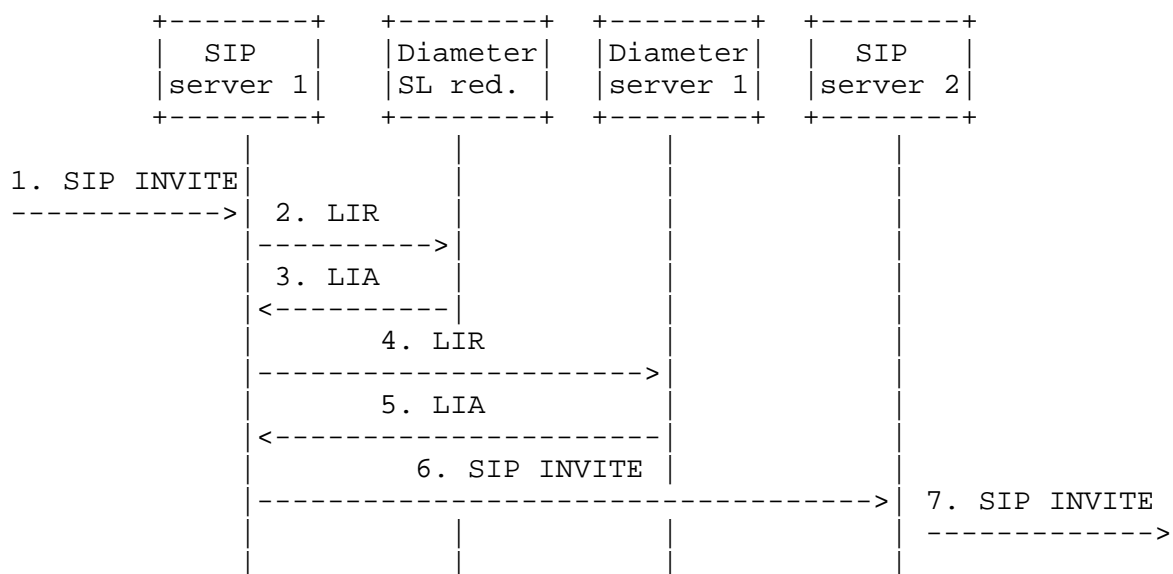 SIP Diameter Diameter SIP
server 1 SL red. server 1 server 2
1. SIP INVITE
2. LIR
3. LIA
4. LIR
5. LIA
6. SIP INVITE
7. SIP INVITE